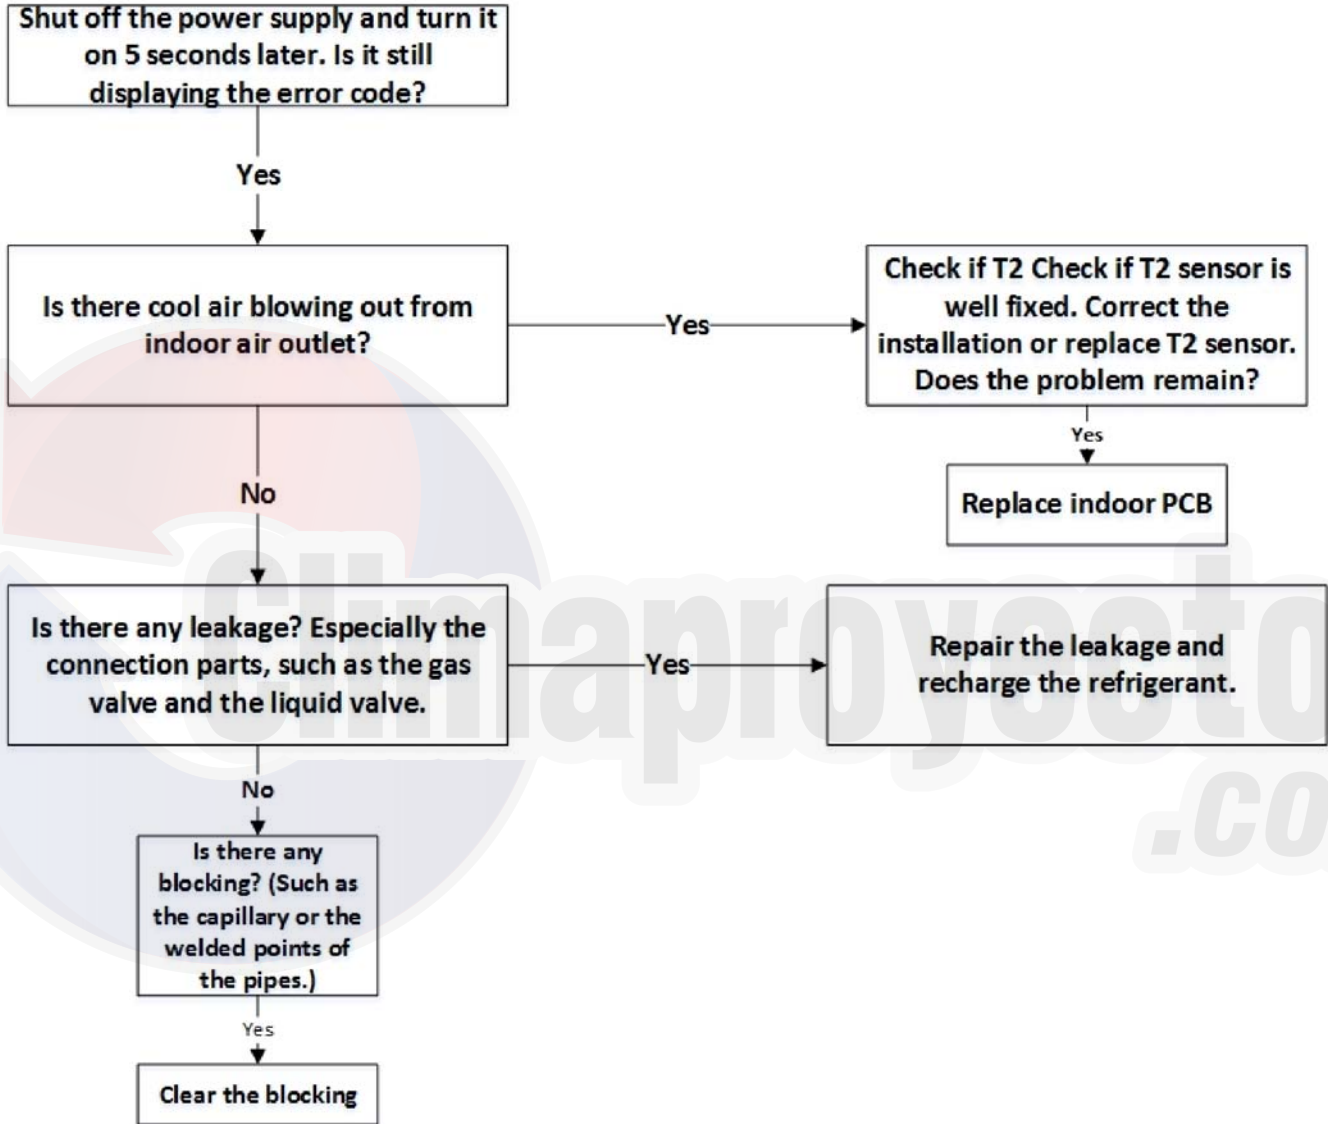 Shut off the power supply and turn it
on 5 seconds later. Is it still
displaying the error code?
Yes
Is there cool air blowing out from
indoor air outlet?
Yes
Check if T2 Check if T2 sensor is
well fixed. Correct the
installation or replace T2 sensor.
Does the problem remain?
Yes
Replace indoor PCB
No
Is there any leakage? Especially the
connection parts, such as the gas
valve and the liquid valve.
Yes
Repair the leakage and
recharge the refrigerant.
No
Is there any
blocking? (Such as
the capillary or the
welded points of
the pipes.)
Yes
Clear the blocking
Climaproyecto
.co